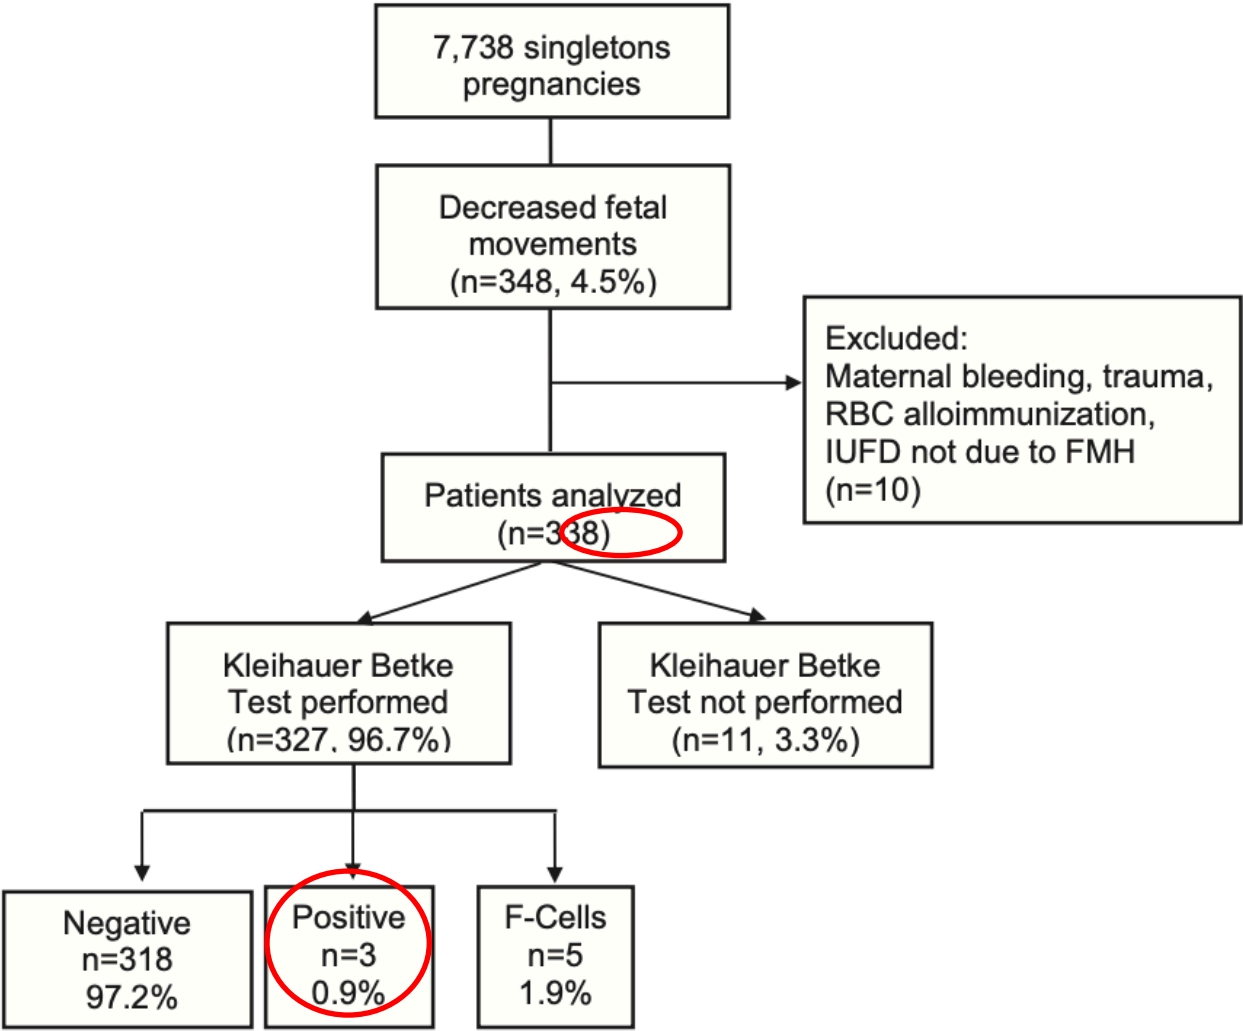 7,738 singletons
pregnancies
Decreased fetal
movements
(n=348, 4.5%)
Excluded:
Maternal bleeding, trauma,
RBC alloimmunization,
IUFD not due to FMH
(n=10)
Patients analyzed
(n=338)
Kleihauer Betke
Test performed
(n=327, 96.7%)
Kleihauer Betke
Test not performed
(n=11, 3.3%)
Negative
n=318
97.2%
Positive
n=3
0.9%
F-Cells
n=5
1.9%